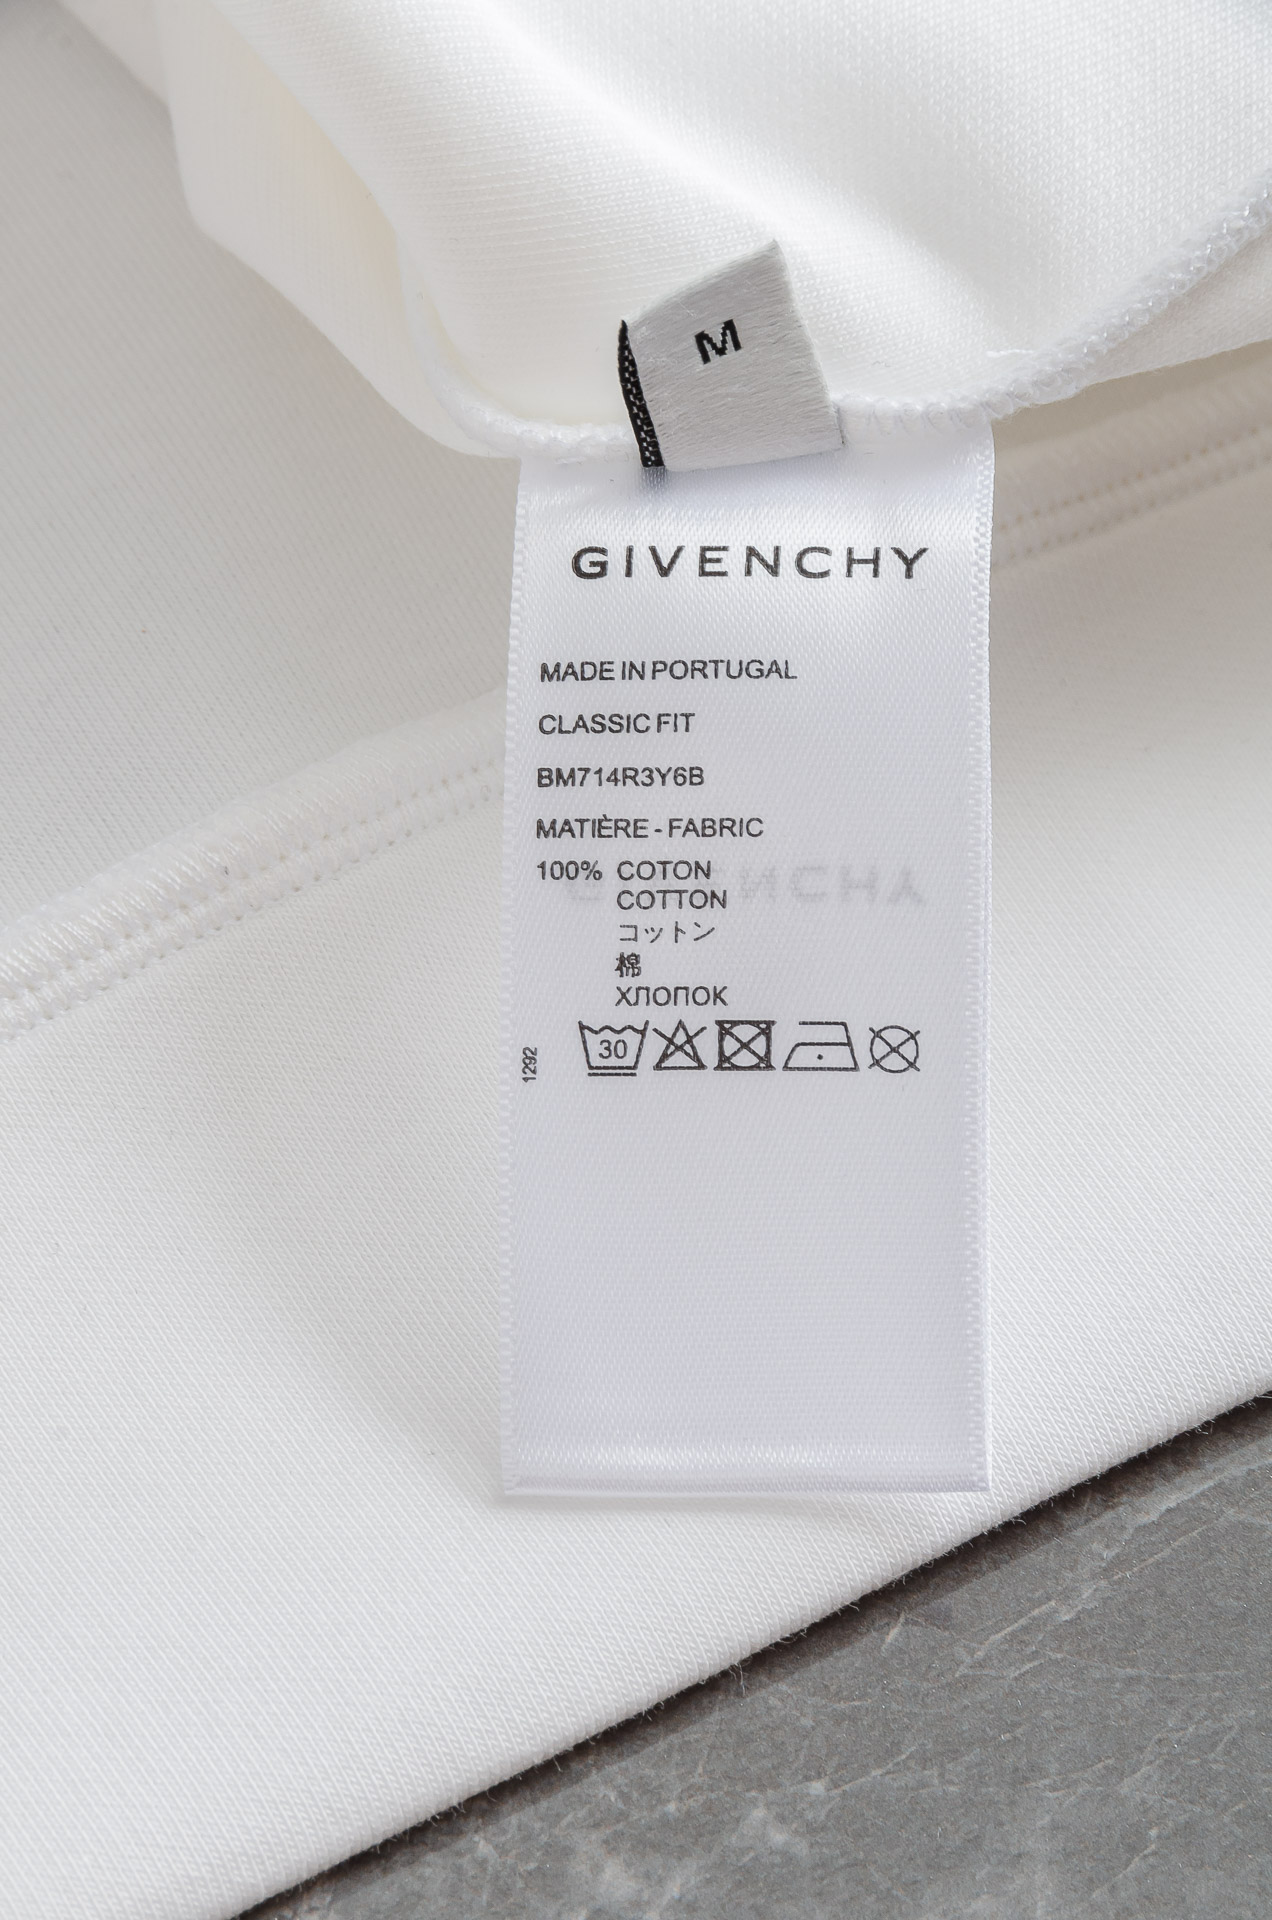 M
GIVENCHY
MADE IN PORTUGAL
CLASSIC FIT
BM714R3Y6B
MATIÈRE - FABRIC
100% COTON
COTTON
コットン
棉
ХЛОПОК
30
1292